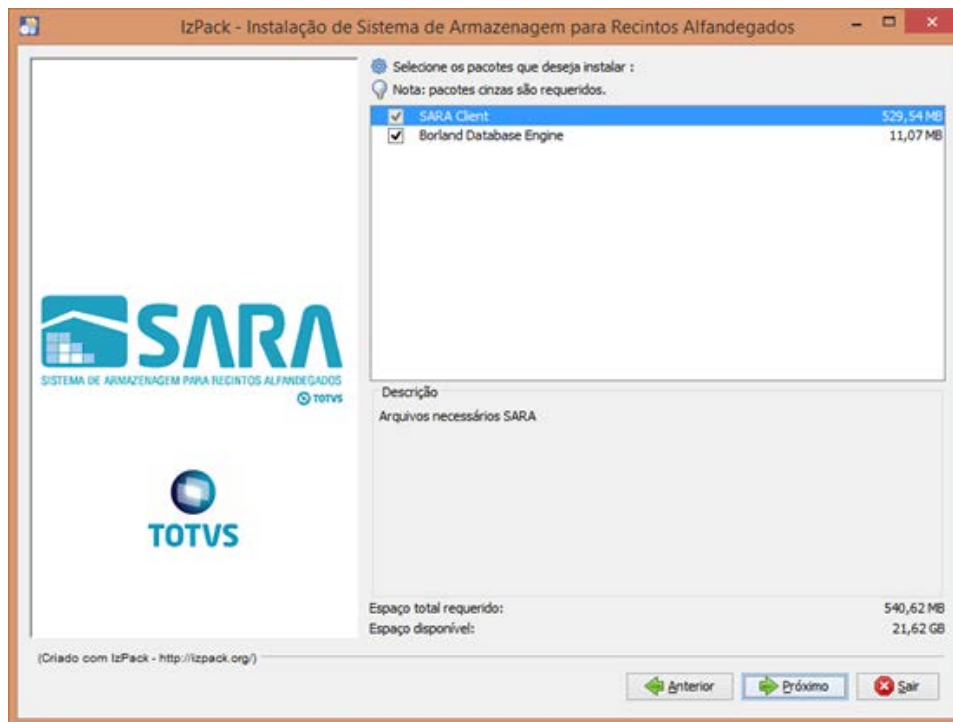 IzPack - Instalação de Sistema de Armazenagem para Recintos Alfandegados
Selecione os pacotes que deseja instalar :
Nota: pacotes cinzas são requeridos.
SARA Client 529,54 MB
Borland Database Engine 11,07 MB
SARA
SISTEMA DE ARMAZENAGEM PARA RECINTOS ALFANDEGADOS
TOTVS
TOTVS
Descrição
Arquivos necessários SARA
Espaço total requerido: 540,62 MB
Espaço disponível: 21,62 GB
(Criado com IzPack - http://izpack.org/)
Anterior Próximo Sair